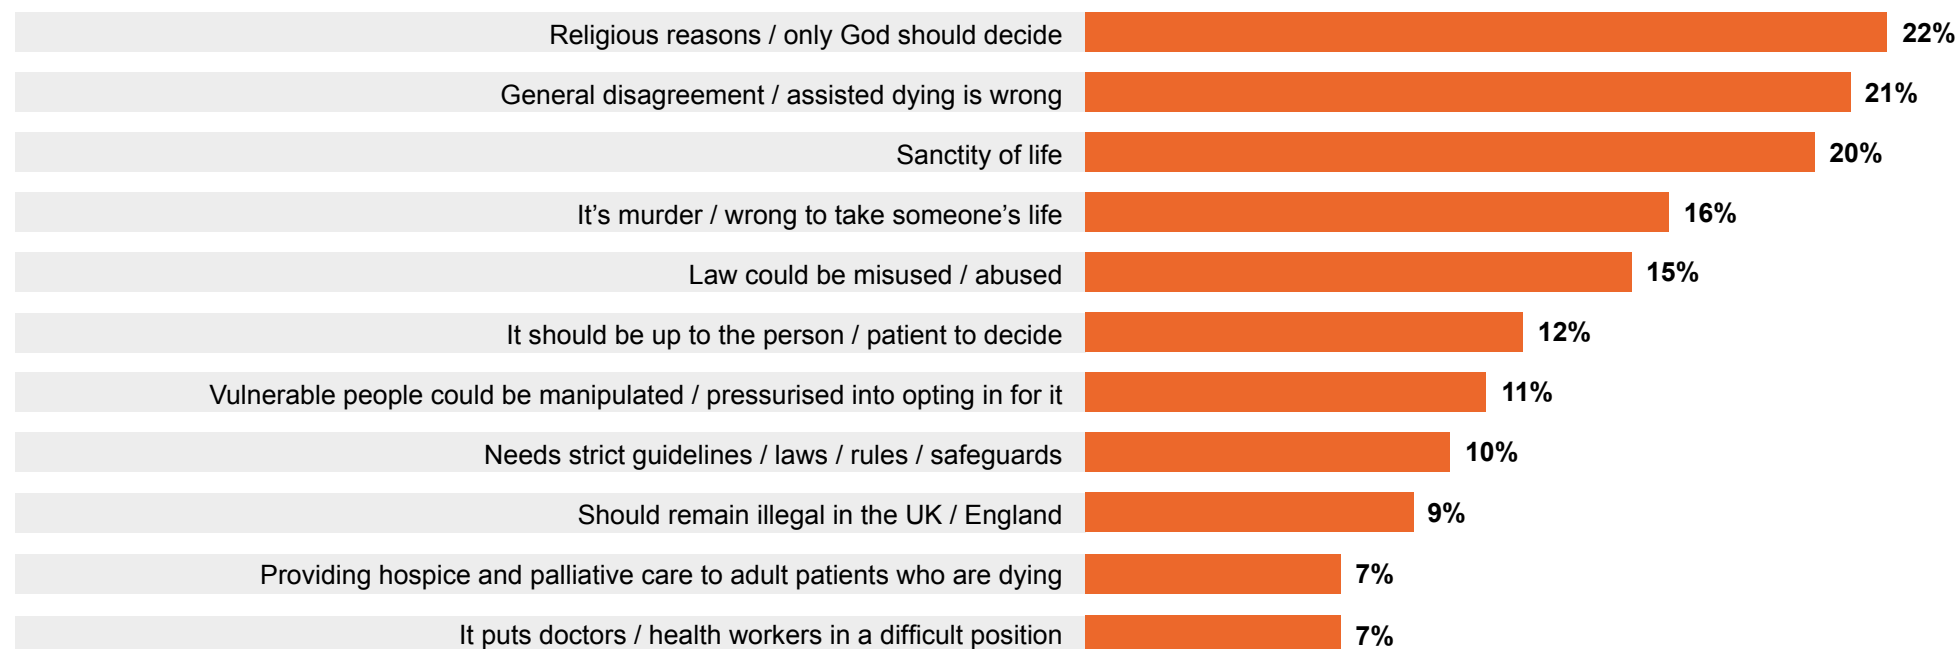 Religious reasons / only God should decide 22%
General disagreement / assisted dying is wrong 21%
Sanctity of life 20%
It’s murder / wrong to take someone’s life 16%
Law could be misused / abused 15%
It should be up to the person / patient to decide 12%
Vulnerable people could be manipulated / pressurised into opting in for it 11%
Needs strict guidelines / laws / rules / safeguards 10%
Should remain illegal in the UK / England 9%
Providing hospice and palliative care to adult patients who are dying 7%
It puts doctors / health workers in a difficult position 7%